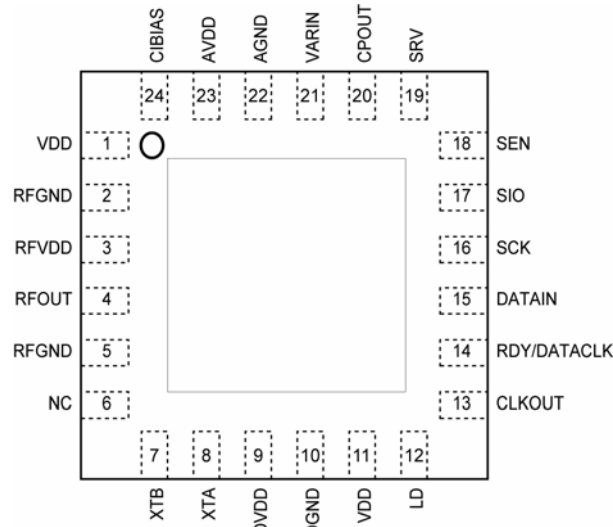 CIBIAS
AVDD
AGND
VARIN
CPOUT
SRV
24 23 22 21 20 19
VDD 1
18 SEN
RFGND 2
17 SIO
RFVDD 3
16 SCK
RFOUT 4
15 DATAIN
RFGND 5
14 RDY/DATACLK
NC 6
13 CLKOUT
7 8 9 10 11 12
XTB
XTA
DVDD
DGND
VDD
LD